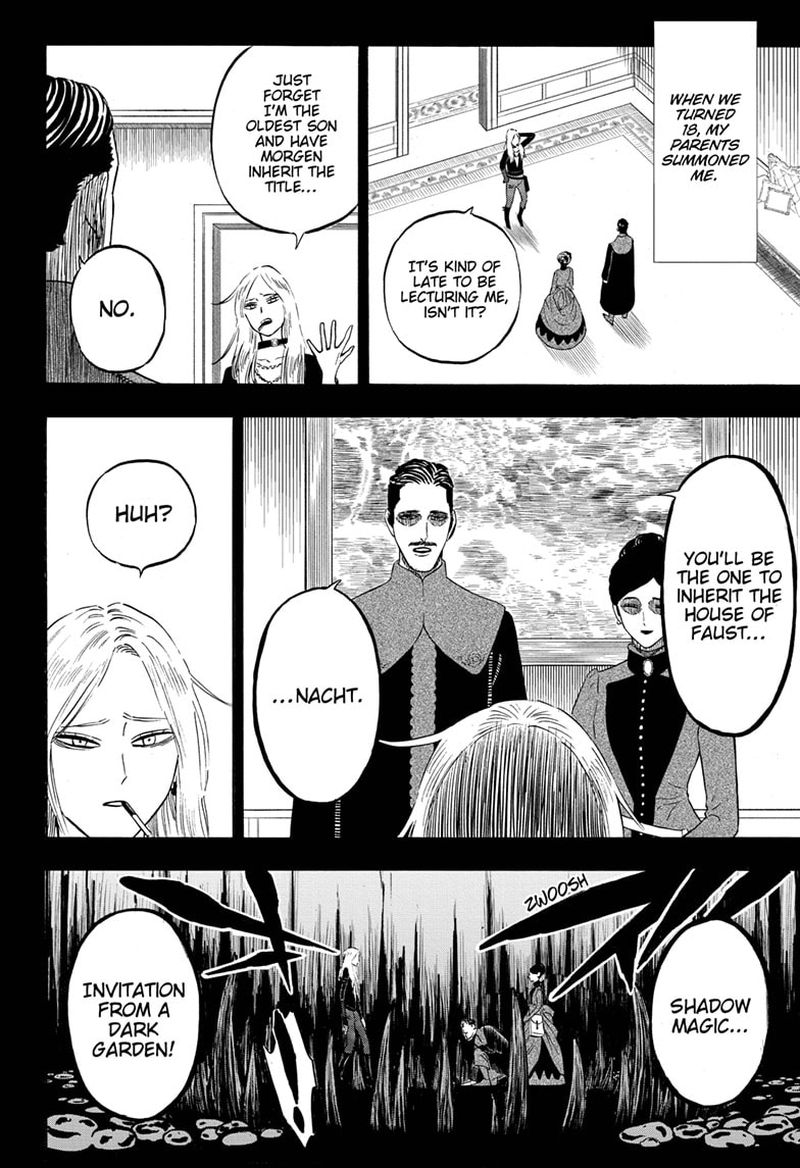 WHEN WE
TURNED
18, MY
PARENTS
SUMMONED
ME.
IT'S KIND OF
LATE TO BE
LECTURING ME,
ISN'T IT?
JUST
FORGET
I'M THE
OLDEST SON
AND HAVE
MORGEN
INHERIT THE
TITLE...
NO.
YOU'LL BE
THE ONE TO
INHERIT THE
HOUSE OF
FAUST...
...NACHT.
HUH?
SHADOW
MAGIC...
ZWOOSH
INVITATION
FROM A
DARK
GARDEN!
!